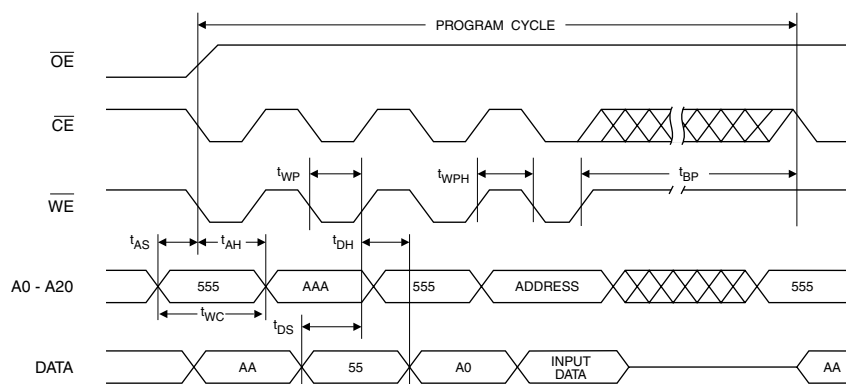 PROGRAM CYCLE
OE
CE
tWP
tWPH
tBP
WE
tAS
tAH
tDH
A0 - A20
555
AAA
555
ADDRESS
555
tWC
tDS
DATA
AA
55
A0
INPUT
DATA
AA